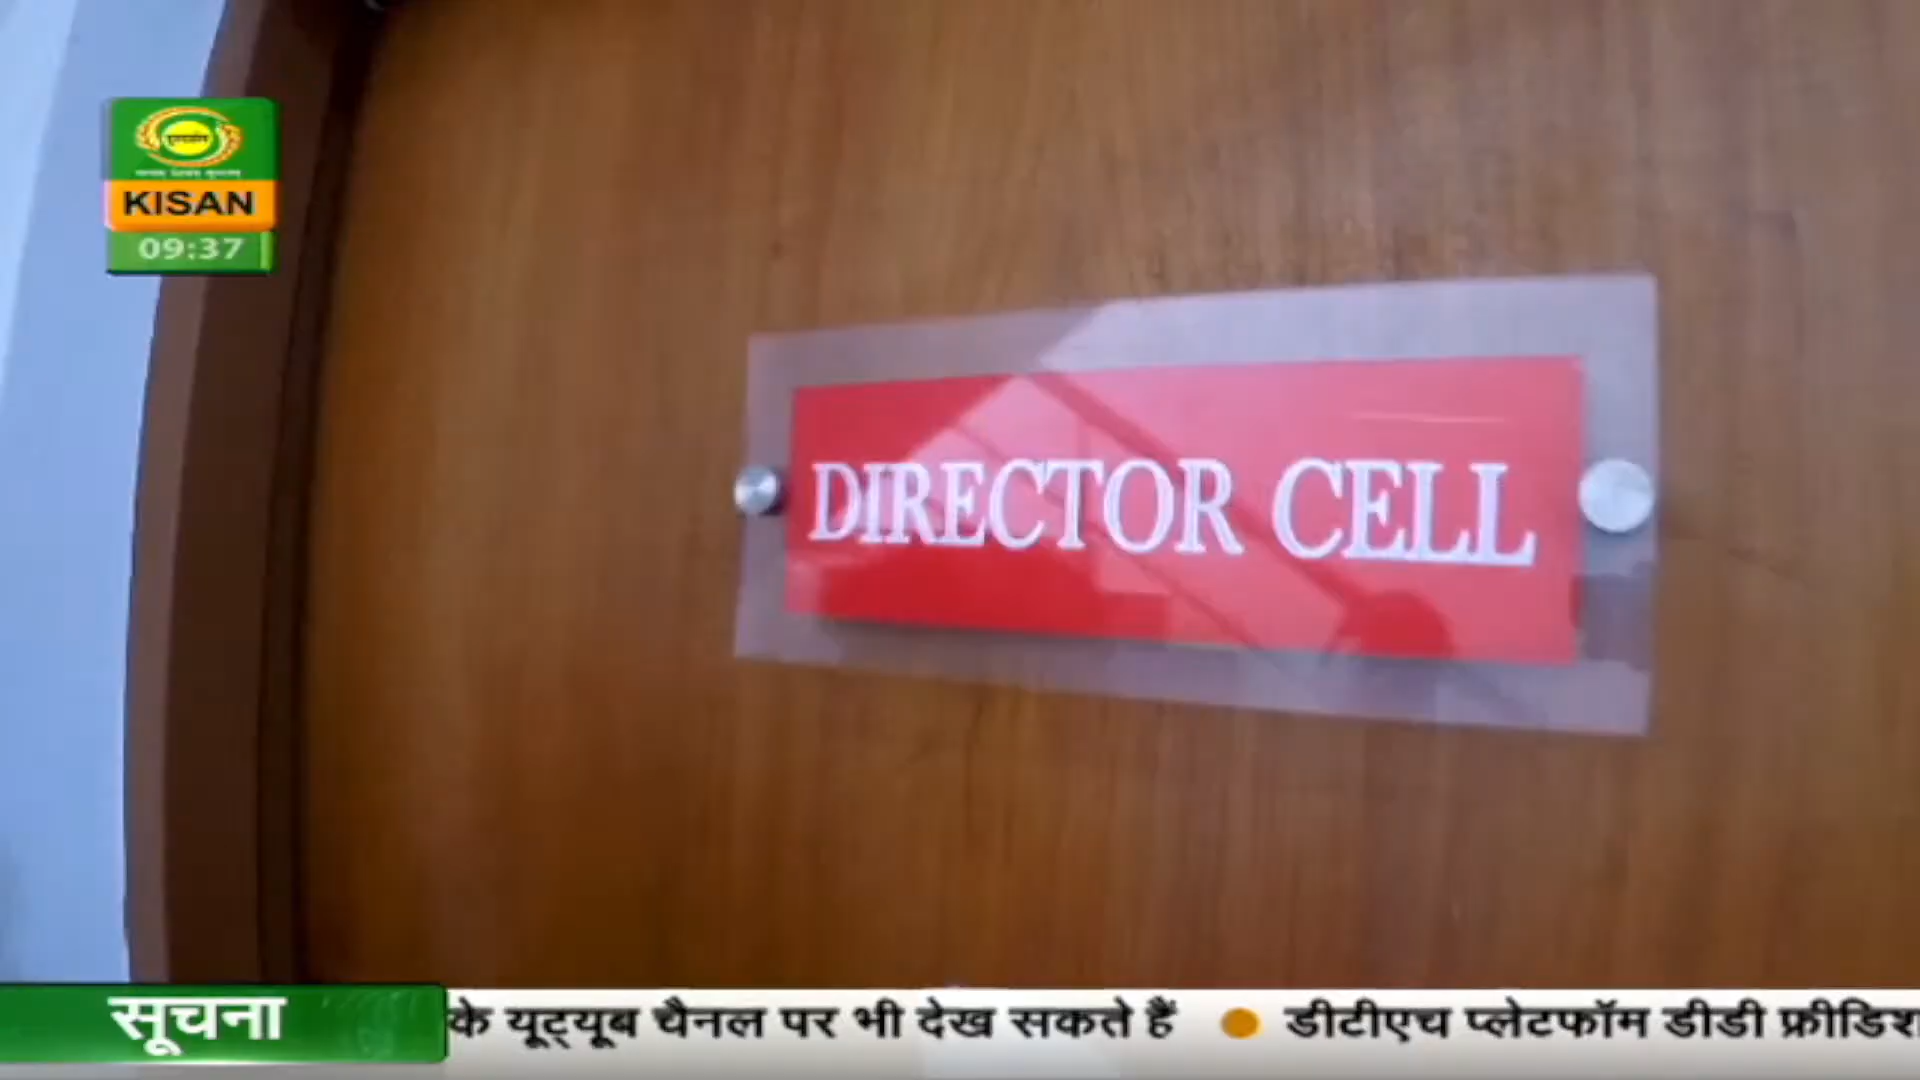 KISAN
09:37
DIRECTOR CELL
सूचना
के यूट्यूब चैनल पर भी देख सकते हैं
डीटीएच प्लेटफॉम डीडी फ्रीडिश